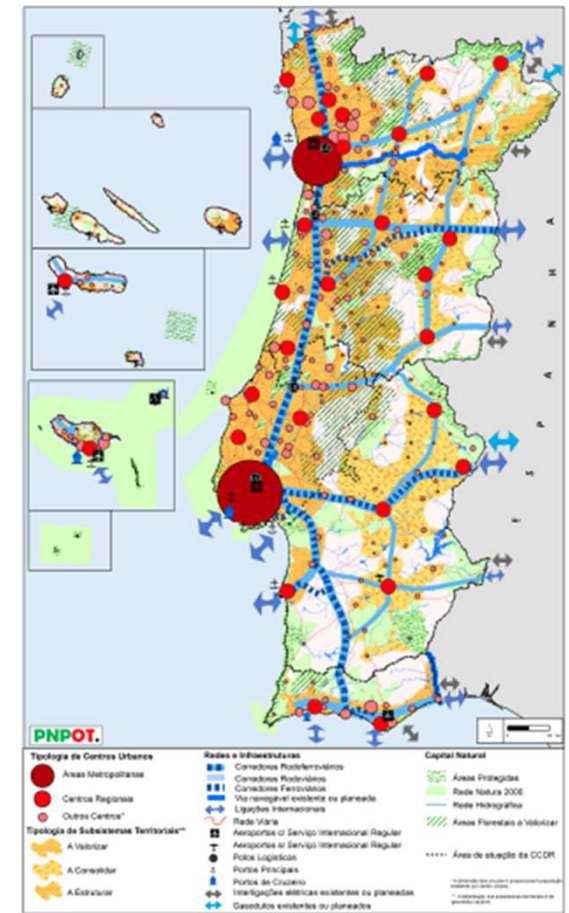 ESPANHA
PNPOT.
Tipologia de Centros Urbanos
Áreas Metropolitanas
Centros Regionais
Outros Centros*
Tipologia de Subsistemas Territoriais**
A Valorizar
A Consolidar
A Estruturar
Redes e Infraestruturas
Corredores Rodoferroviários
Corredores Rodoviários
Corredores Ferroviários
Via navegável existente ou planeada
Ligações Internacionais
Rede Viária
Aeroportos c/ Serviço Internacional Regular
Aeroportos s/ Serviço Internacional Regular
Polos Logísticos
Portos Principais
Portos de Cruzeiro
Interligações elétricas existentes ou planeadas
Gasodutos existentes ou planeados
Capital Natural
Áreas Protegidas
Rede Natura 2000
Rede Hidrográfica
Áreas Florestais a Valorizar
Área de atuação da CCDR